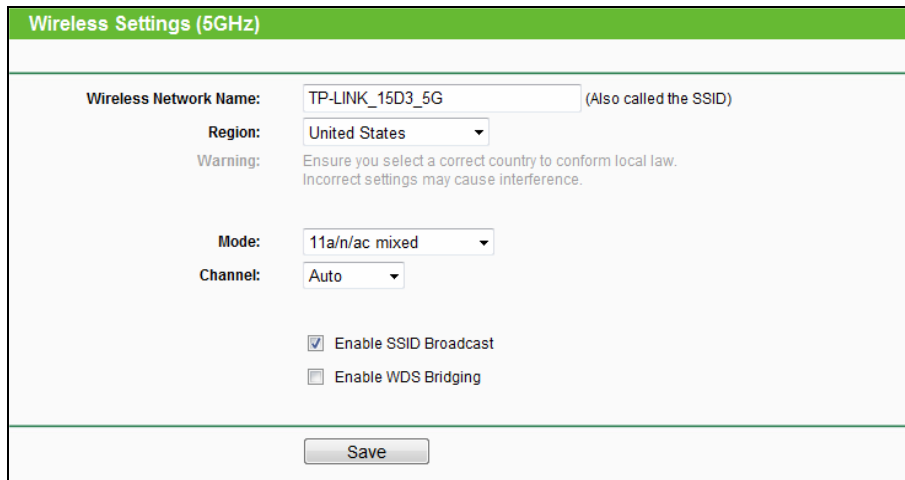 Wireless Settings (5GHz)
Wireless Network Name: TP-LINK_15D3_5G (Also called the SSID)
Region: United States
Warning: Ensure you select a correct country to conform local law.
Incorrect settings may cause interference.
Mode: 11a/n/ac mixed
Channel: Auto
Enable SSID Broadcast
Enable WDS Bridging
Save